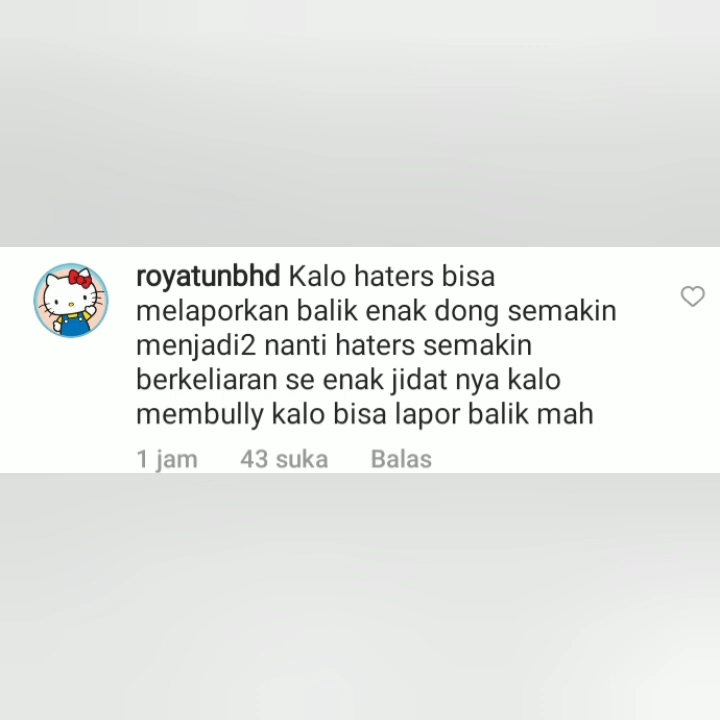 royatunbhd Kalo haters bisa
melaporkan balik enak dong semakin
menjadi2 nanti haters semakin
berkeliaran se enak jidat nya kalo
membully kalo bisa lapor balik mah
1 jam 43 suka Balas